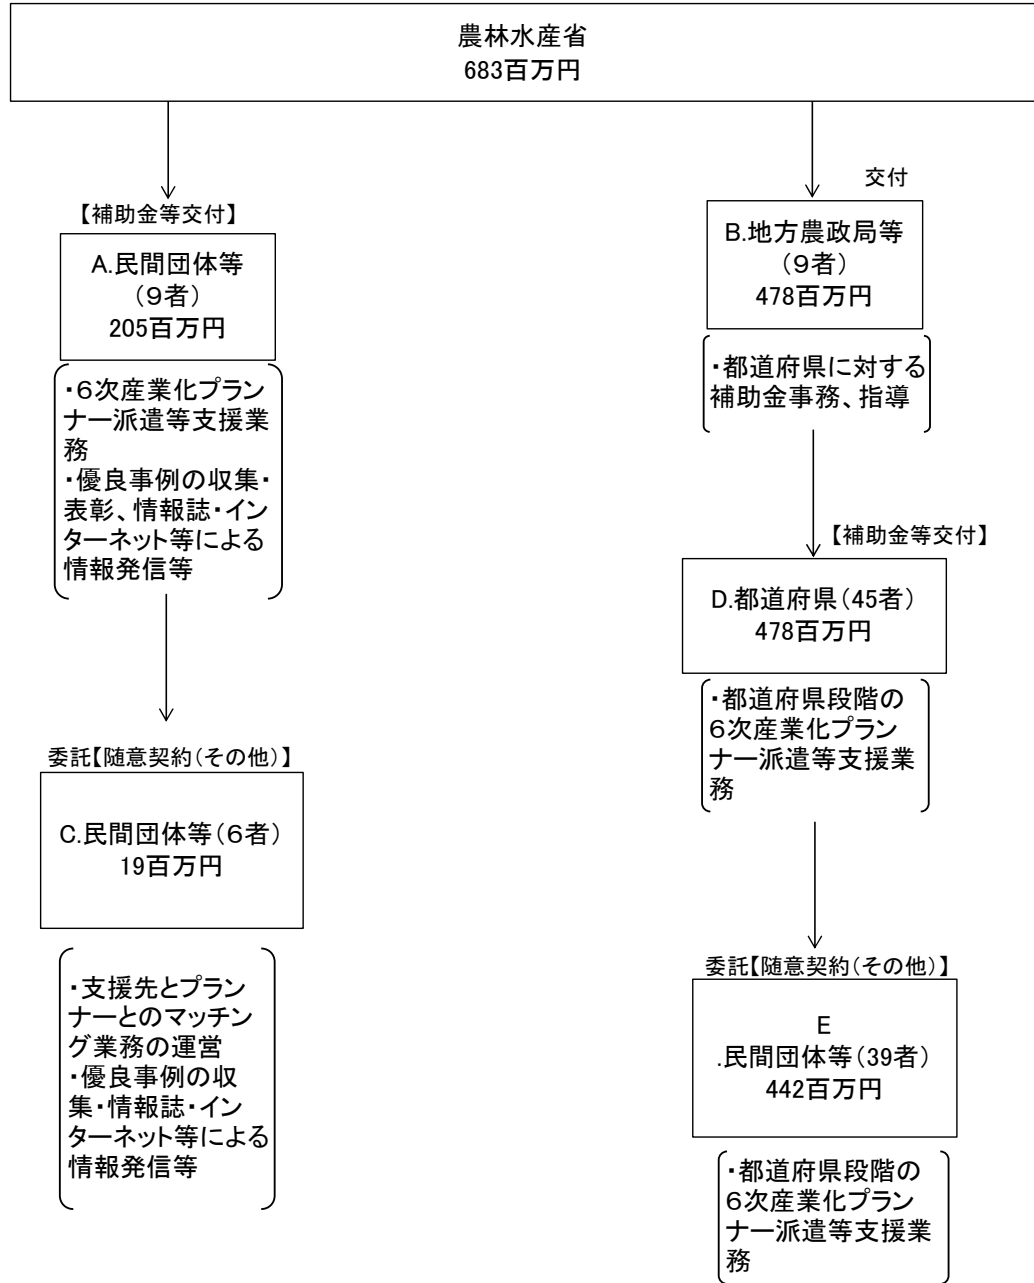 農林水産省
683百万円
【補助金等交付】
A.民間団体等
(9者)
205百万円
・6次産業化プラン
ナー派遣等支援業
務
・優良事例の収集・
表彰、情報誌・イン
ターネット等による
情報発信等
委託【随意契約(その他)】
C.民間団体等(6者)
19百万円
・支援先とプラン
ナーとのマッチン
グ業務の運営
・優良事例の収
集・情報誌・イン
ターネット等による
情報発信等
交付
B.地方農政局等
(9者)
478百万円
・都道府県に対する
補助金事務、指導
【補助金等交付】
D.都道府県(45者)
478百万円
・都道府県段階の
6次産業化プラン
ナー派遣等支援業
務
委託【随意契約(その他)】
E
.民間団体等(39者)
442百万円
・都道府県段階の
6次産業化プラン
ナー派遣等支援業
務